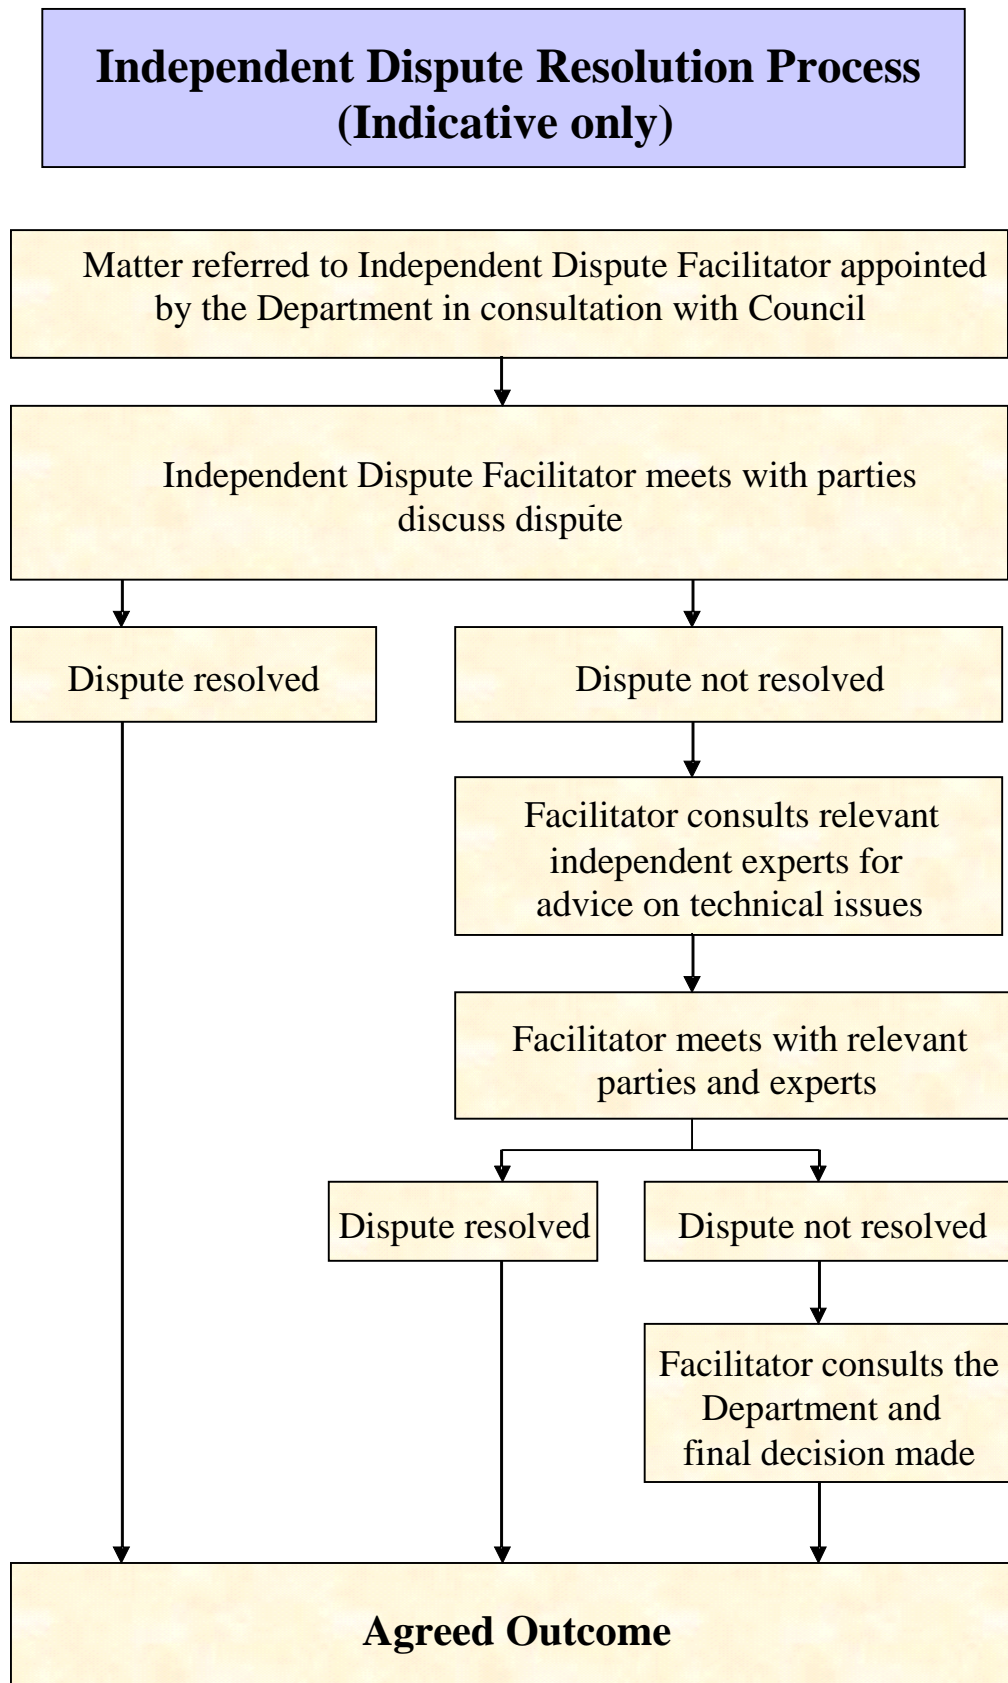 Independent Dispute Resolution Process
(Indicative only)
Matter referred to Independent Dispute Facilitator appointed
by the Department in consultation with Council
Independent Dispute Facilitator meets with parties
discuss dispute
Dispute resolved
Dispute not resolved
Facilitator consults relevant
independent experts for
advice on technical issues
Facilitator meets with relevant
parties and experts
Dispute resolved
Dispute not resolved
Facilitator consults the
Department and
final decision made
Agreed Outcome